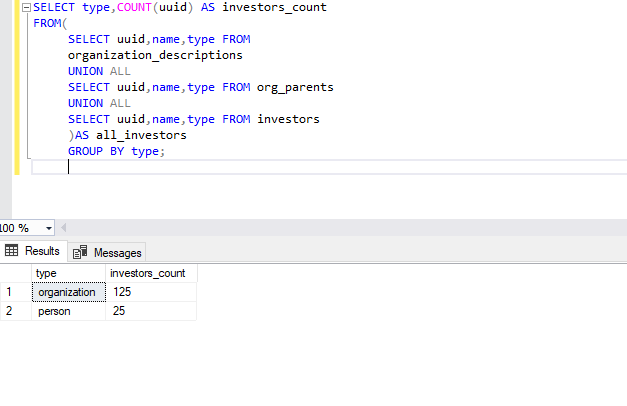 SELECT type,COUNT(uuid) AS investors_count
FROM(
SELECT uuid,name,type FROM
organization_descriptions
UNION ALL
SELECT uuid,name,type FROM org_parents
UNION ALL
SELECT uuid,name,type FROM investors
)AS all_investors
GROUP BY type;
100 %
Results Messages
type investors_count
1 organization 125
2 person 25